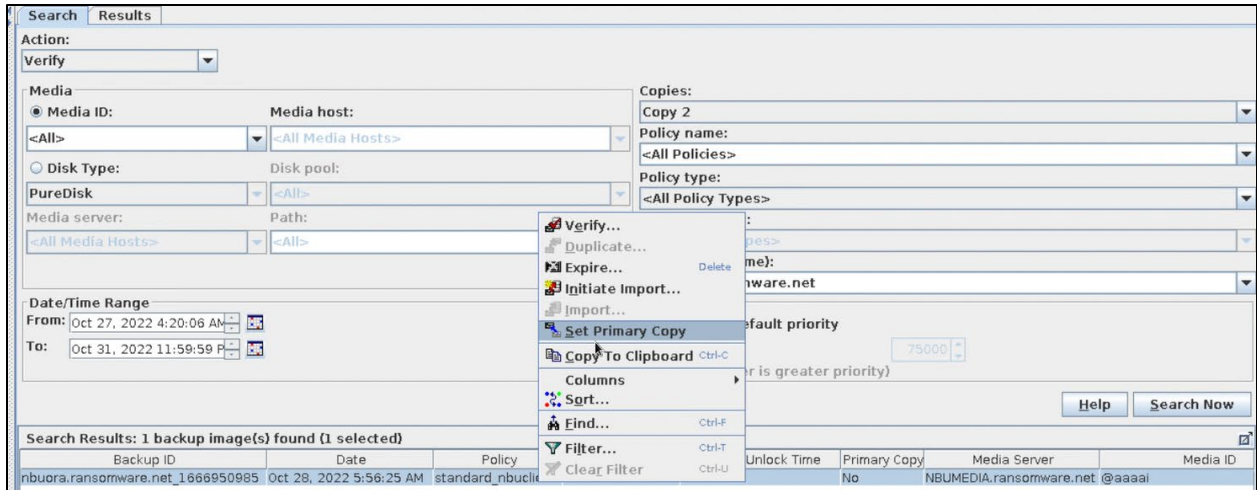 Search Results
Action:
Verify
Media
Media ID: Media host:
<All> <All Media Hosts>
Disk Type: Disk pool:
PureDisk <All>
Media server: Path:
<All Media Hosts> <All>
Copies:
Copy 2
Policy name:
<All Policies>
Policy type:
<All Policy Types>
:
pes>
me):
ware.net
Date/Time Range
From: Oct 27, 2022 4:20:06 AM
To: Oct 31, 2022 11:59:59 P
efault priority
75000
r is greater priority)
Verify...
Duplicate...
Expire... Delete
Initiate Import...
Import...
Set Primary Copy
Copy To Clipboard Ctrl-C
Columns
Sort...
Find... Ctrl-F
Filter... Ctrl-T
Clear Filter Ctrl-U
Help Search Now
Search Results: 1 backup image(s) found (1 selected)
Backup ID Date Policy Unlock Time Primary Copy Media Server Media ID
nbuora.ransomware.net_1666950985 Oct 28, 2022 5:56:25 AM standard_nbuclie No NBUMEDIA.ransomware.net @aaaai